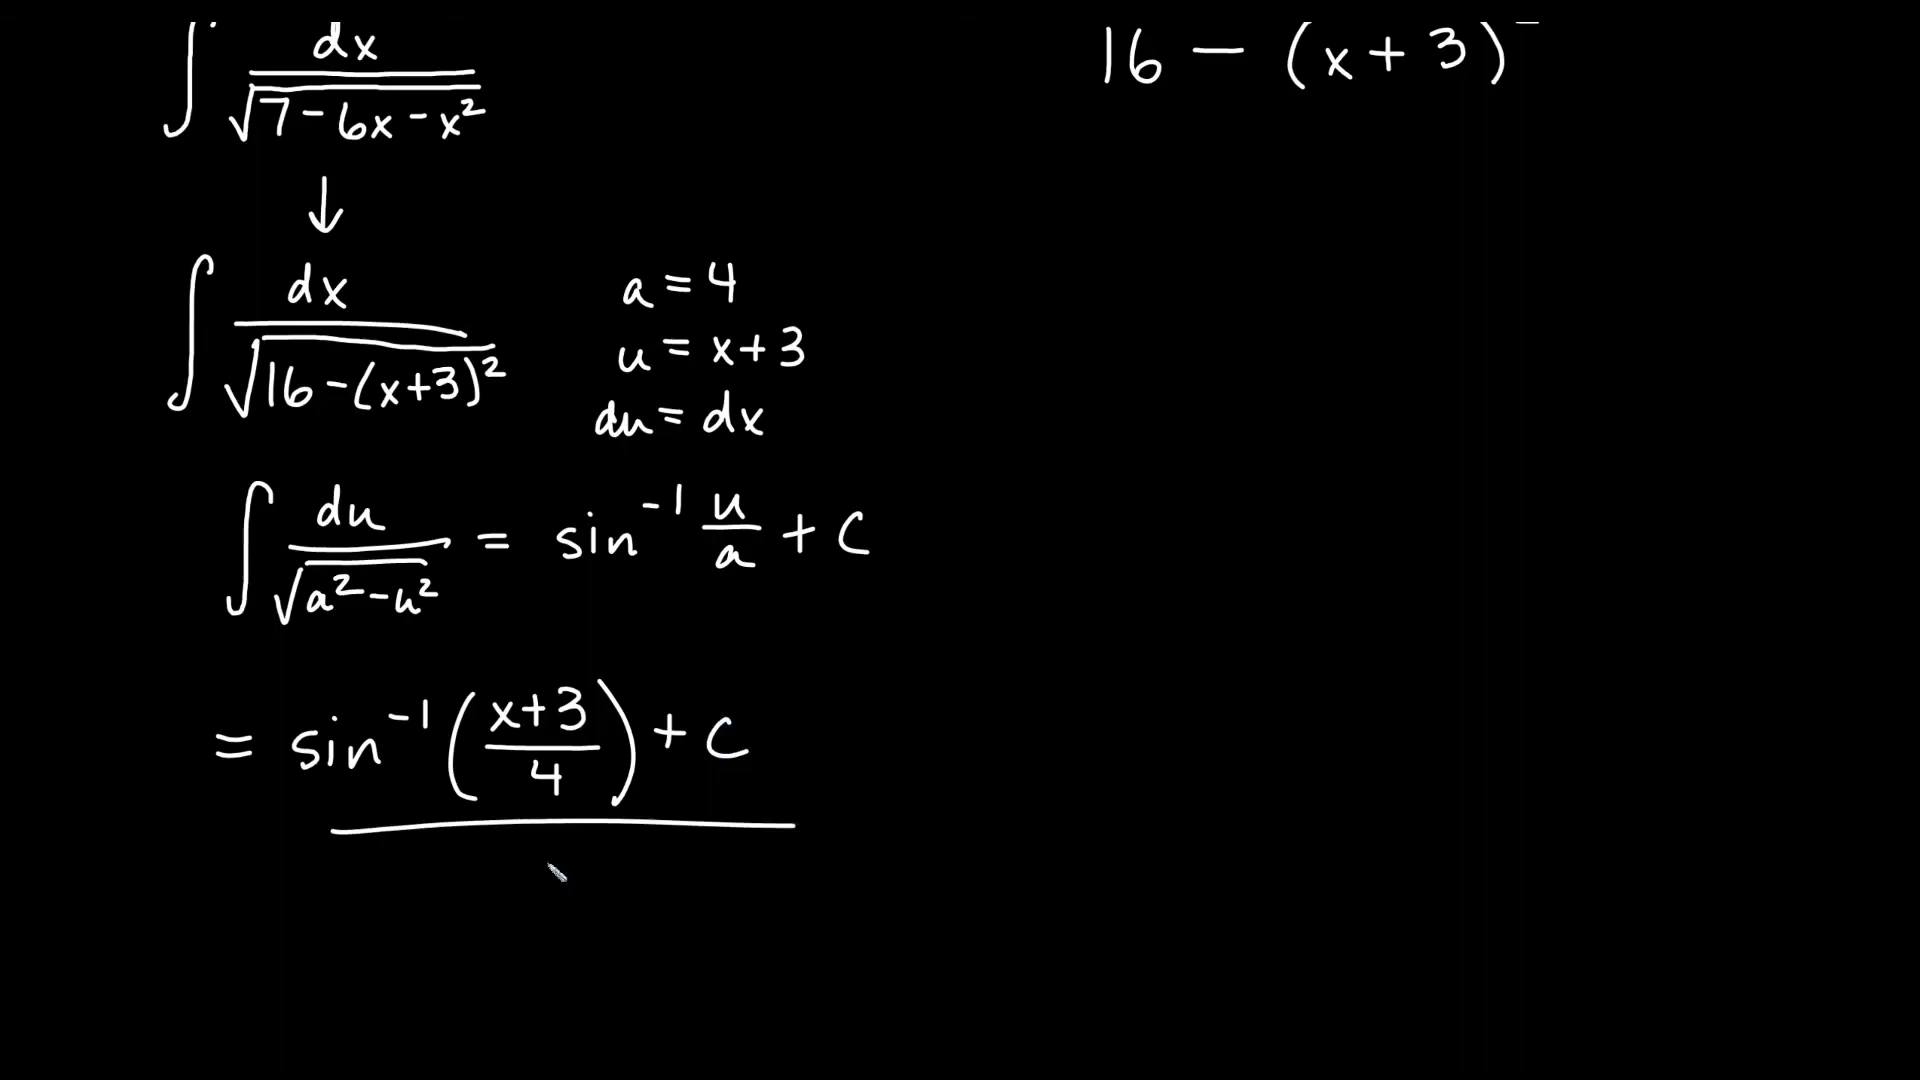 ∫ dx / √(7 - 6x - x²)
16 - (x + 3)
↓
∫ dx / √(16 - (x+3)²)
a = 4
u = x+3
du = dx
∫ du / √(a² - u²) = sin⁻¹ u/a + C
= sin⁻¹ ( x+3 / 4 ) + C